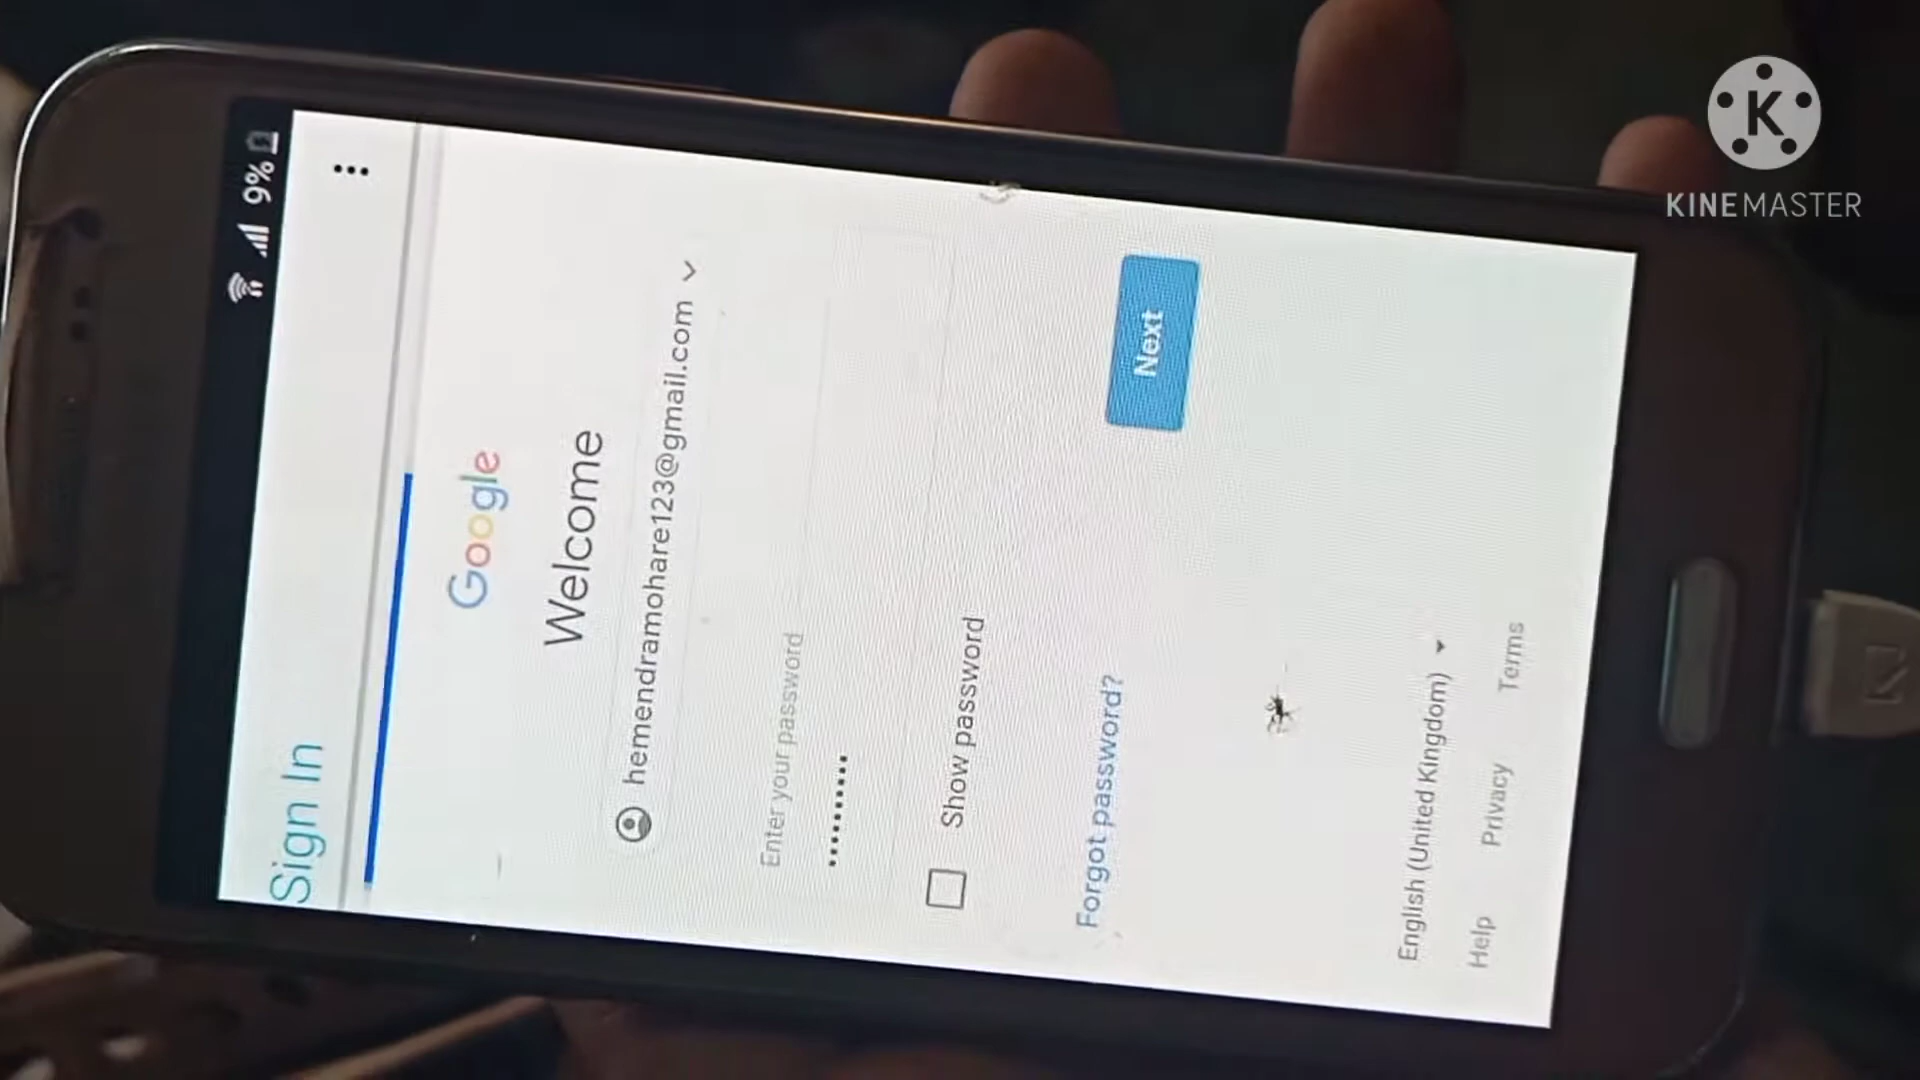 9%
Sign In
Google
Welcome
hemendramohare123@gmail.com
Enter your password
Show password
Forgot password?
Next
English (United Kingdom)
Help Privacy Terms
K
KINEMASTER